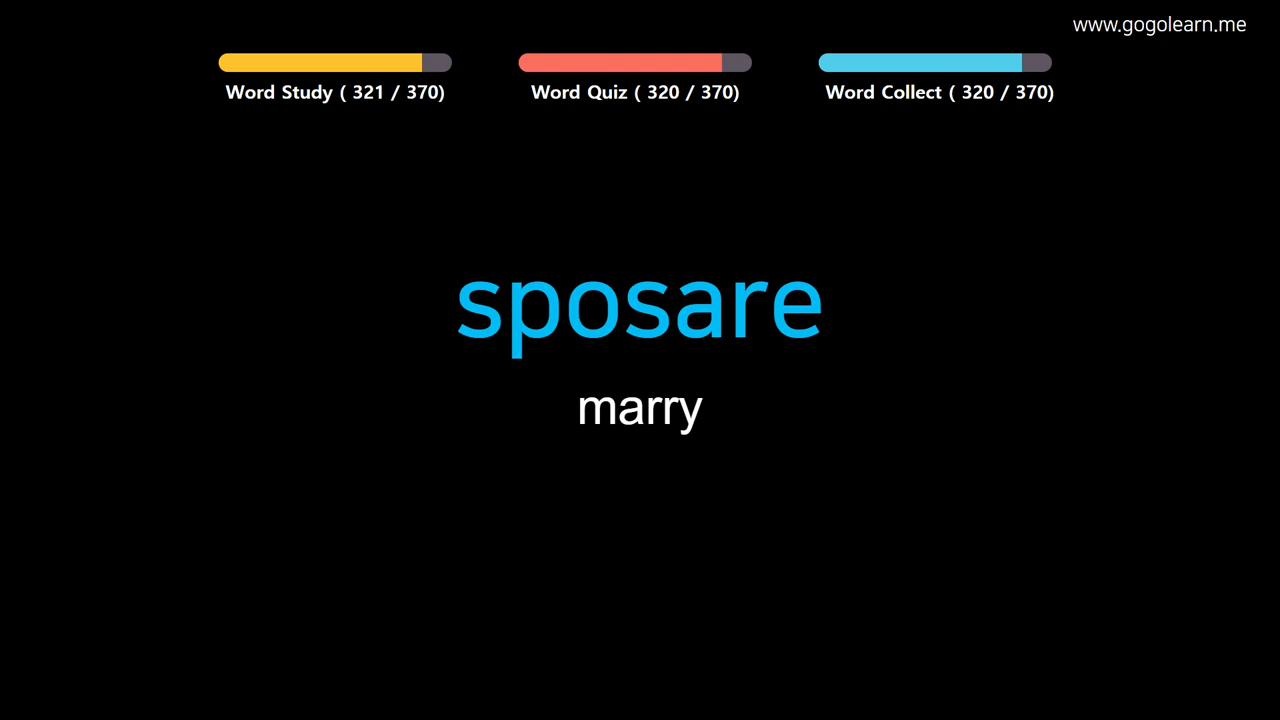 www.gogolearn.me
Word Study ( 321 / 370)
Word Quiz ( 320 / 370)
Word Collect ( 320 / 370)
sposare
marry